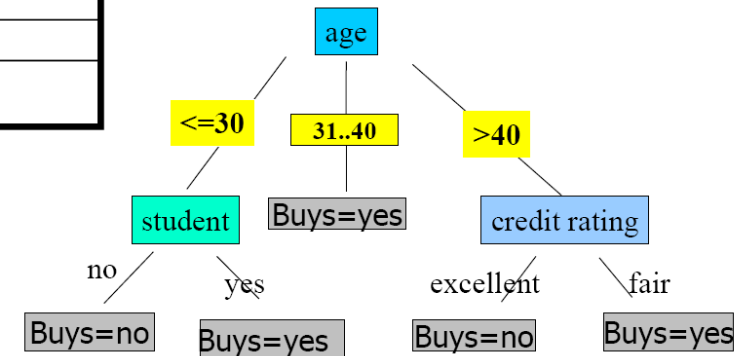 age
<=30
31..40
>40
student
Buys=yes
credit rating
no
yes
excellent
fair
Buys=no
Buys=yes
Buys=no
Buys=yes